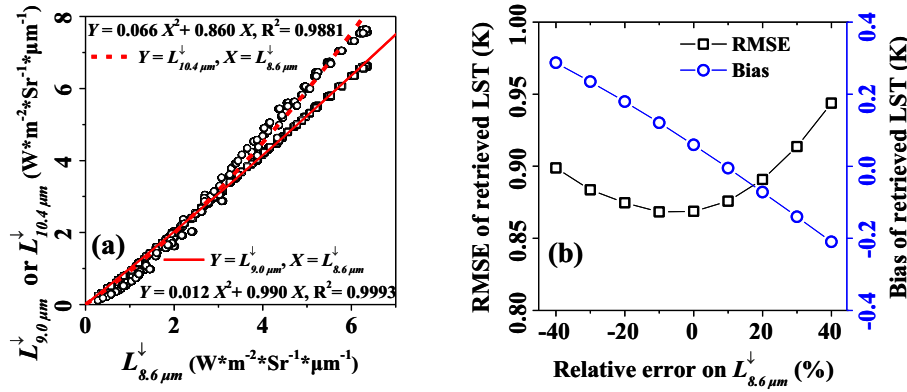 Y = 0.066 X² + 0.860 X, R² = 0.9881
Y = L↓10.4 μm, X = L↓8.6 μm
(a)
Y = L↓9.0 μm, X = L↓8.6 μm
Y = 0.012 X² + 0.990 X, R² = 0.9993
L↓9.0 μm or L↓10.4 μm (W*m-2*Sr-1*μm-1)
8
6
4
2
0
0 2 4 6
L↓8.6 μm (W*m-2*Sr-1*μm-1)
RMSE of retrieved LST (K)
1.00
0.95
0.90
0.85
0.80
RMSE
Bias
(b)
0.4
0.2
0.0
-0.2
-0.4
Bias of retrieved LST (K)
-40 -20 0 20 40
Relative error on L↓8.6 μm (%)